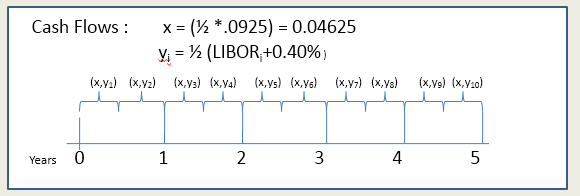 Cash Flows : x = (½ *.0925) = 0.04625
yᵢ = ½ (LIBORᵢ+0.40%)
(x,y₁) (x,y₂) (x,y₃) (x,y₄) (x,y₅) (x,y₆) (x,y₇) (x,y₈) (x,y₉) (x,y₁₀)
Years 0 1 2 3 4 5